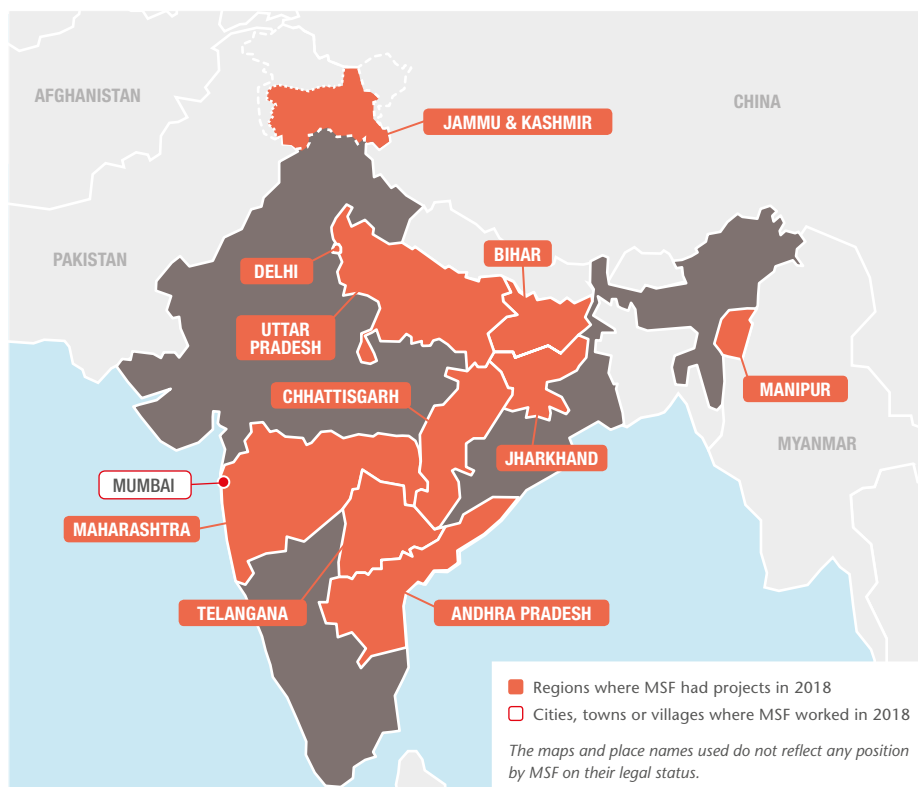 AFGHANISTAN
CHINA
JAMMU & KASHMIR
PAKISTAN
BIHAR
DELHI
UTTAR
PRADESH
CHHATTISGARH
MANIPUR
MYANMAR
JHARKHAND
MUMBAI
MAHARASHTRA
TELANGANA
ANDHRA PRADESH
Regions where MSF had projects in 2018
Cities, towns or villages where MSF worked in 2018
The maps and place names used do not reflect any position
by MSF on their legal status.